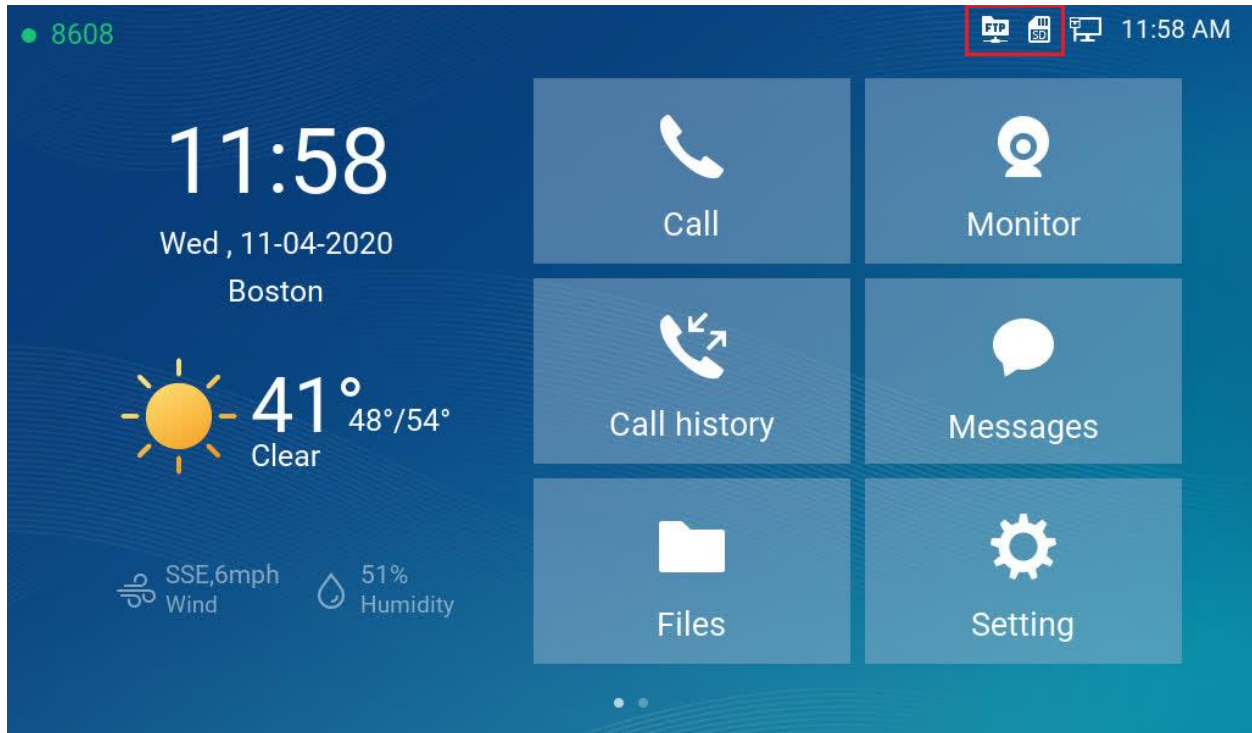 8608
FTP SD 11:58 AM
11:58
Wed , 11-04-2020
Boston
41° 48°/54°
Clear
SSE,6mph
Wind
51%
Humidity
Call
Monitor
Call history
Messages
Files
Setting